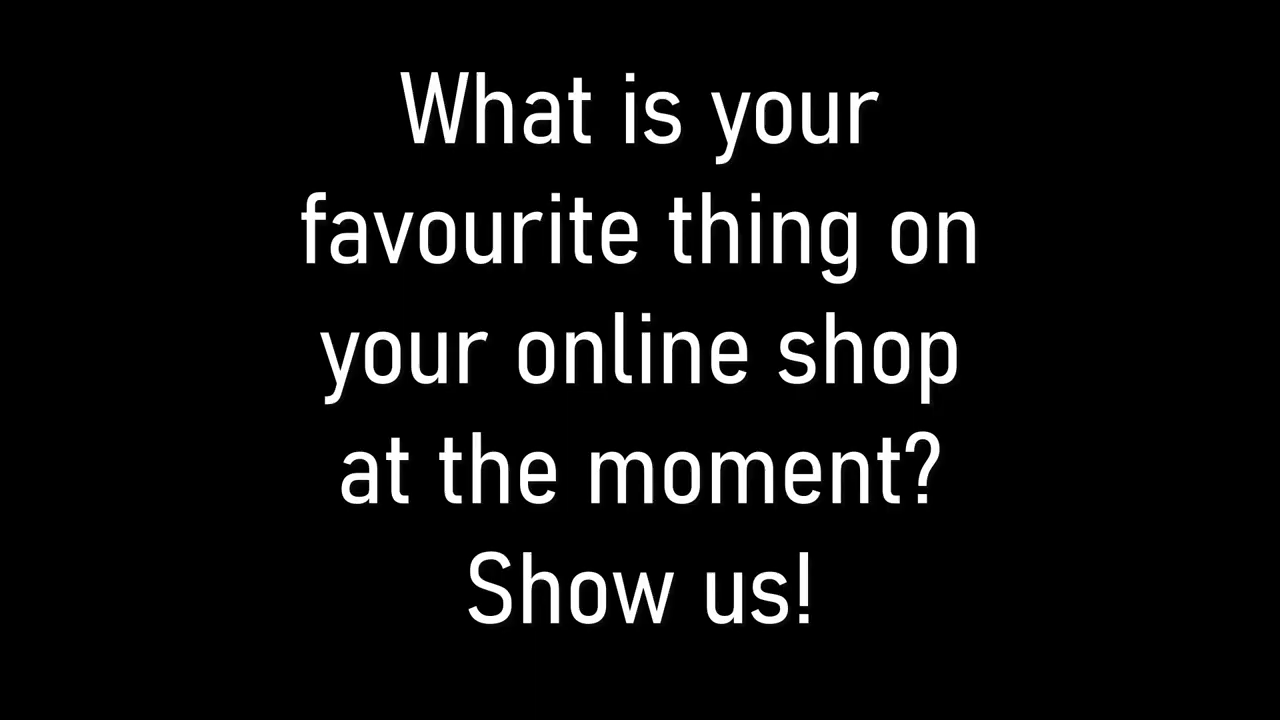 What is your
favourite thing on
your online shop
at the moment?
Show us!